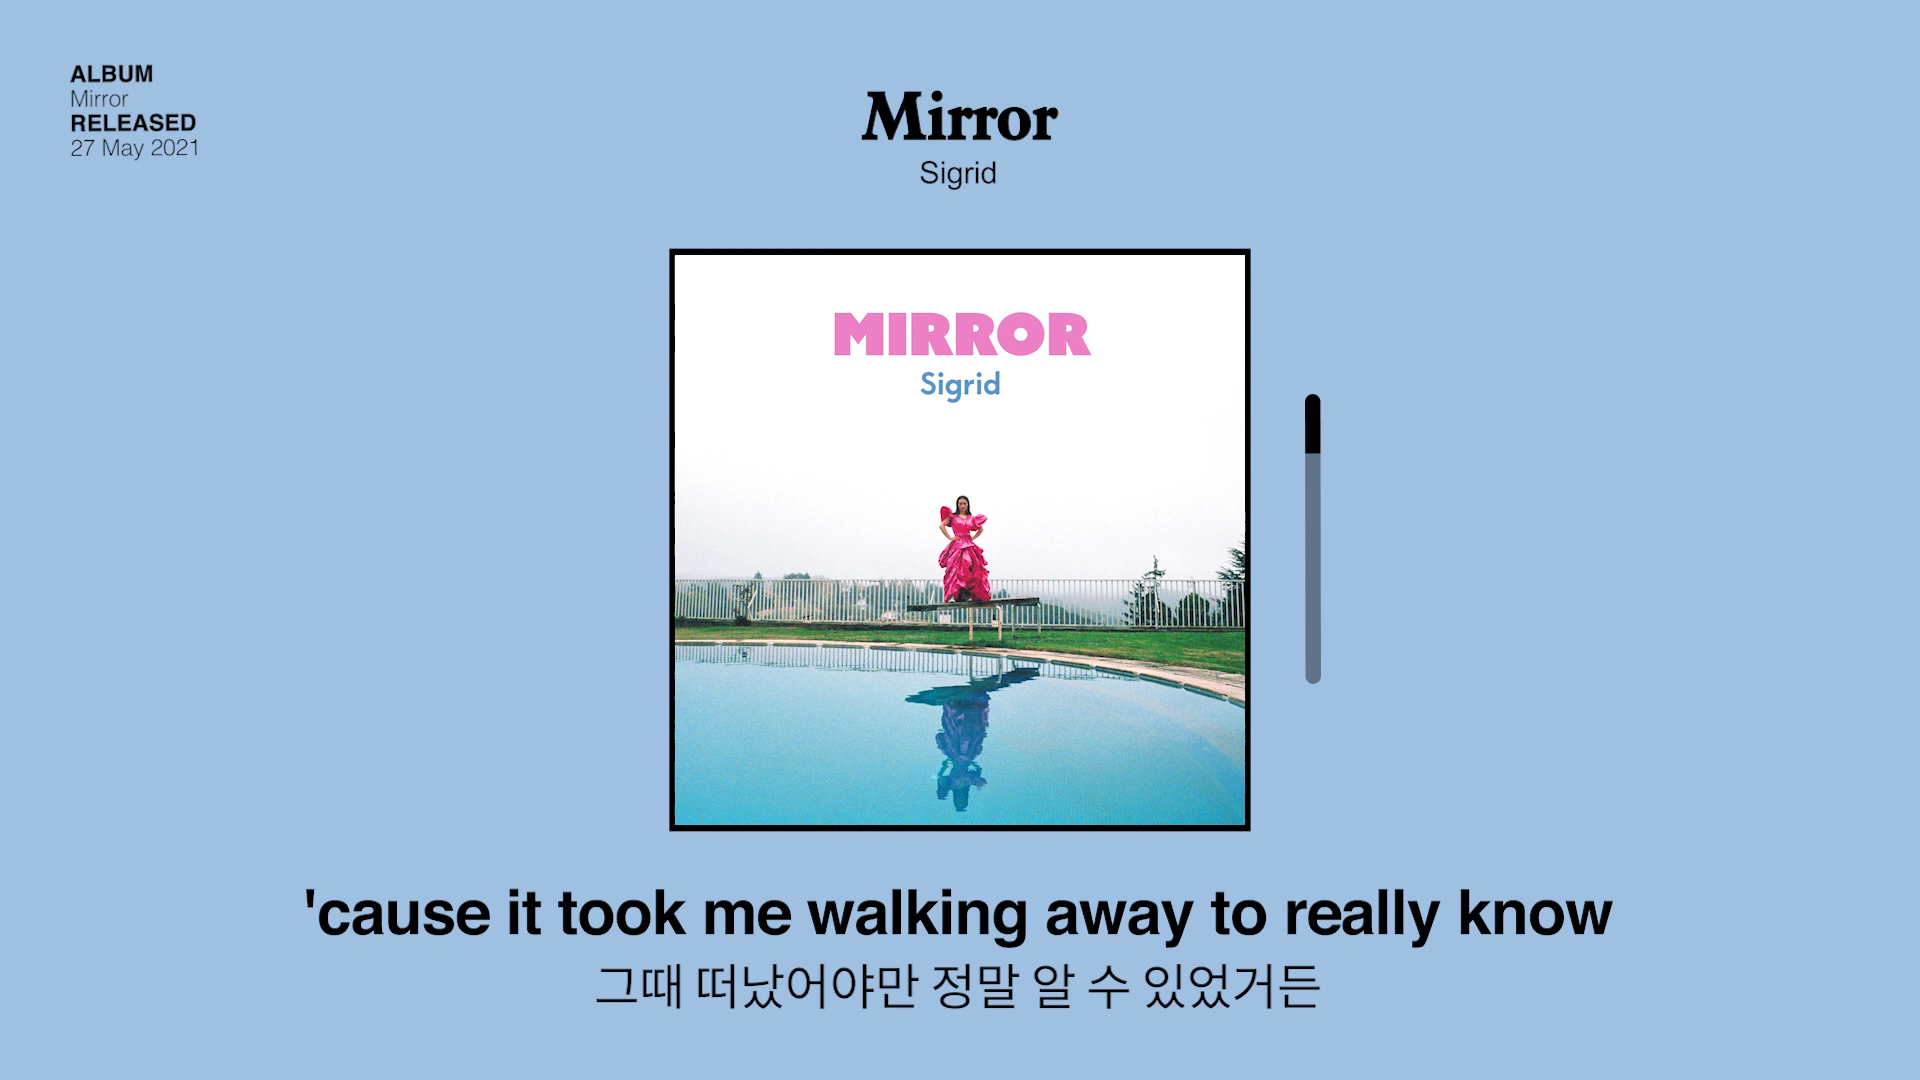 ALBUM
Mirror
RELEASED
27 May 2021
Mirror
Sigrid
MIRROR
Sigrid
'cause it took me walking away to really know
그때 떠났어야만 정말 알 수 있었거든